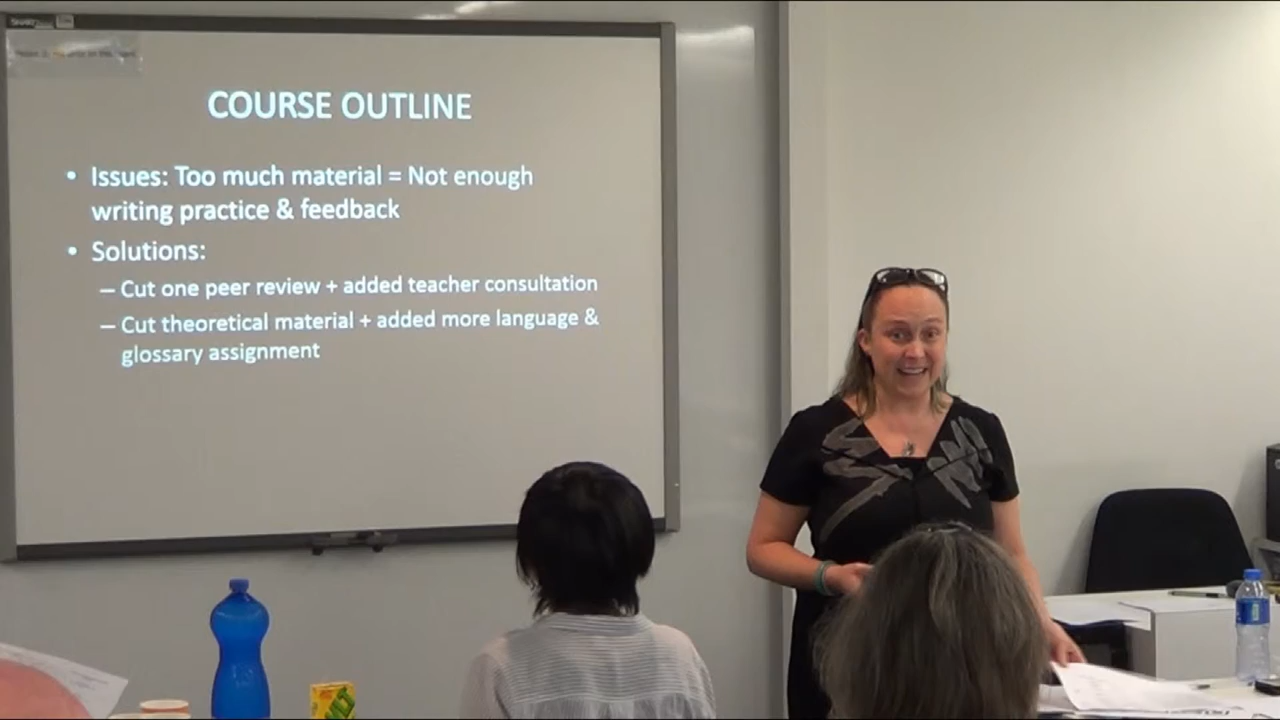 COURSE OUTLINE
• Issues: Too much material = Not enough
writing practice & feedback
• Solutions:
– Cut one peer review + added teacher consultation
– Cut theoretical material + added more language &
glossary assignment